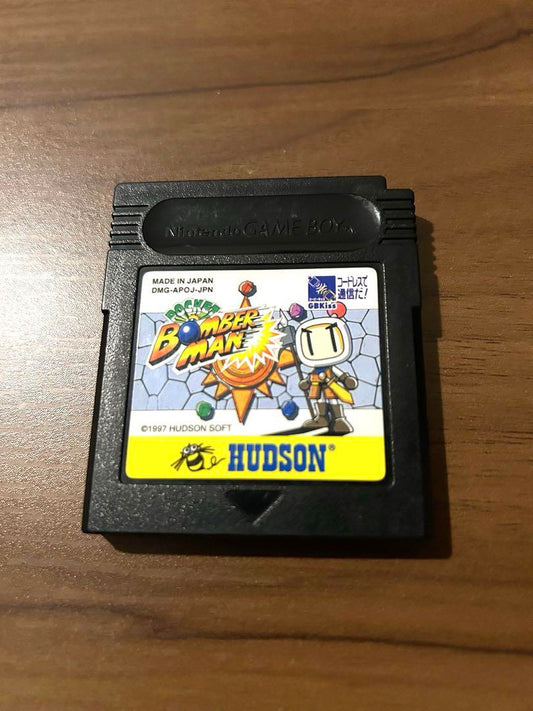 Nintendo GAME BOY™
MADE IN JAPAN
DMG-APOJ-JPN
コードレスで
通信だ!
GBKiss
POCKET
BOMBER
MAN
©1997 HUDSON SOFT
HUDSON®